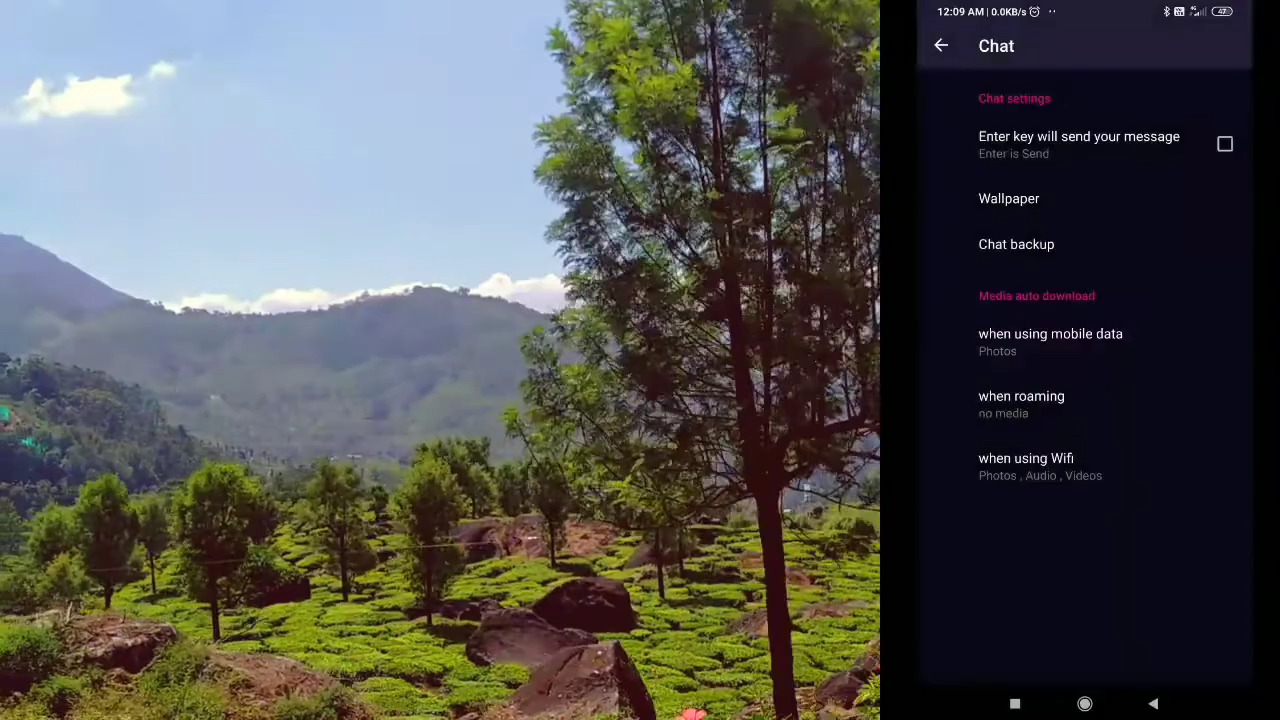 12:09 AM | 0.0KB/s
47
Chat
Chat settings
Enter key will send your message
Enter is Send
Wallpaper
Chat backup
Media auto download
when using mobile data
Photos
when roaming
no media
when using Wifi
Photos , Audio , Videos